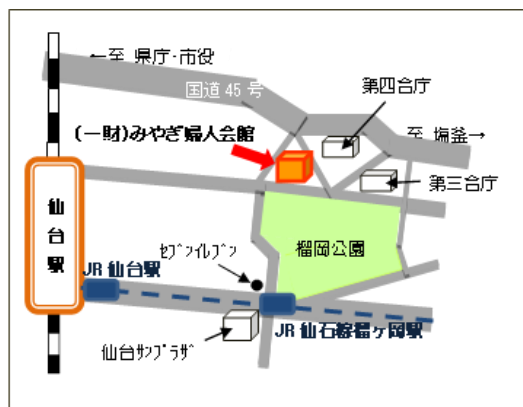 ←至 県庁・市役
国道 45 号
第四合庁
(一財)みやぎ婦人会館
至 塩釜→
第三合庁
仙台駅
榴岡公園
ｾﾌﾞﾝｲﾚﾌﾞﾝ
JR 仙台駅
JR 仙石線榴ヶ岡駅
仙台ｻﾝﾌﾟﾗｻﾞ